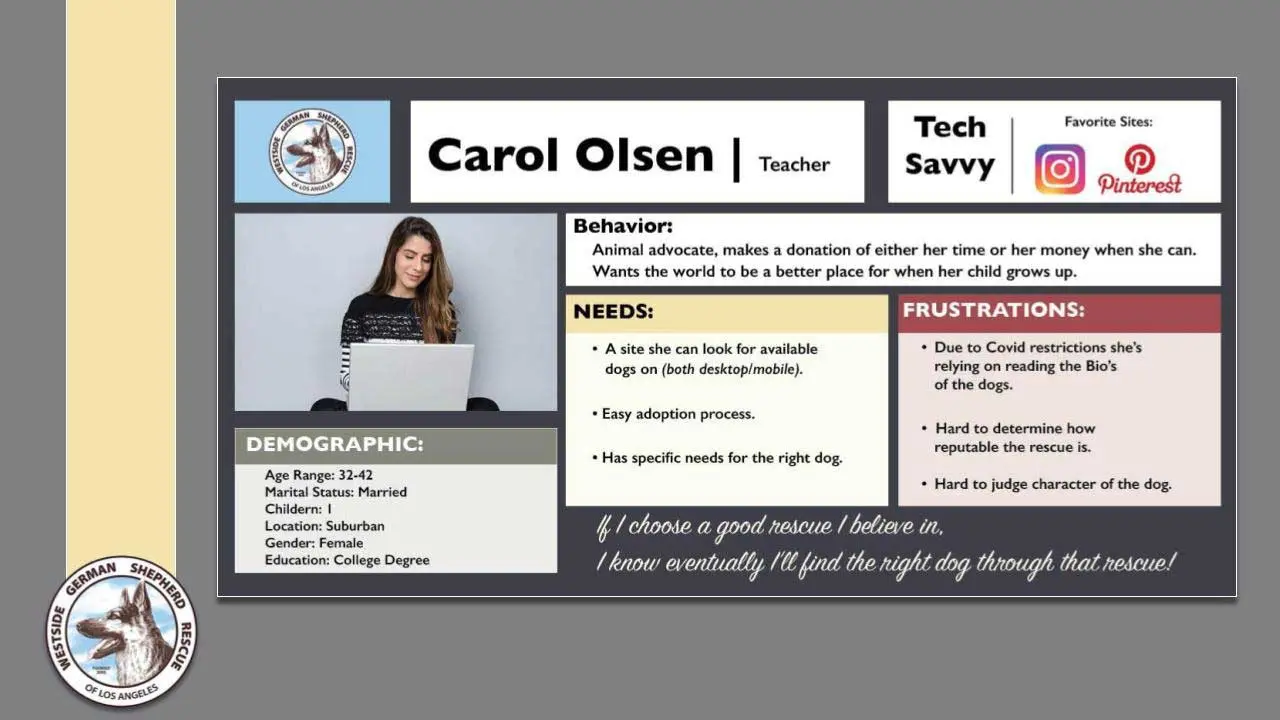 WESTSIDE GERMAN SHEPHERD RESCUE
OF LOS ANGELES
Carol Olsen | Teacher
Tech
Savvy
Favorite Sites:
Pinterest
Behavior:
Animal advocate, makes a donation of either her time or her money when she can.
Wants the world to be a better place for when her child grows up.
NEEDS:
• A site she can look for available
dogs on (both desktop/mobile).
• Easy adoption process.
• Has specific needs for the right dog.
FRUSTRATIONS:
• Due to Covid restrictions she's
relying on reading the Bio's
of the dogs.
• Hard to determine how
reputable the rescue is.
• Hard to judge character of the dog.
DEMOGRAPHIC:
Age Range: 32-42
Marital Status: Married
Childern: 1
Location: Suburban
Gender: Female
Education: College Degree
If I choose a good rescue I believe in,
I know eventually I'll find the right dog through that rescue!
WESTSIDE GERMAN SHEPHERD RESCUE
OF LOS ANGELES